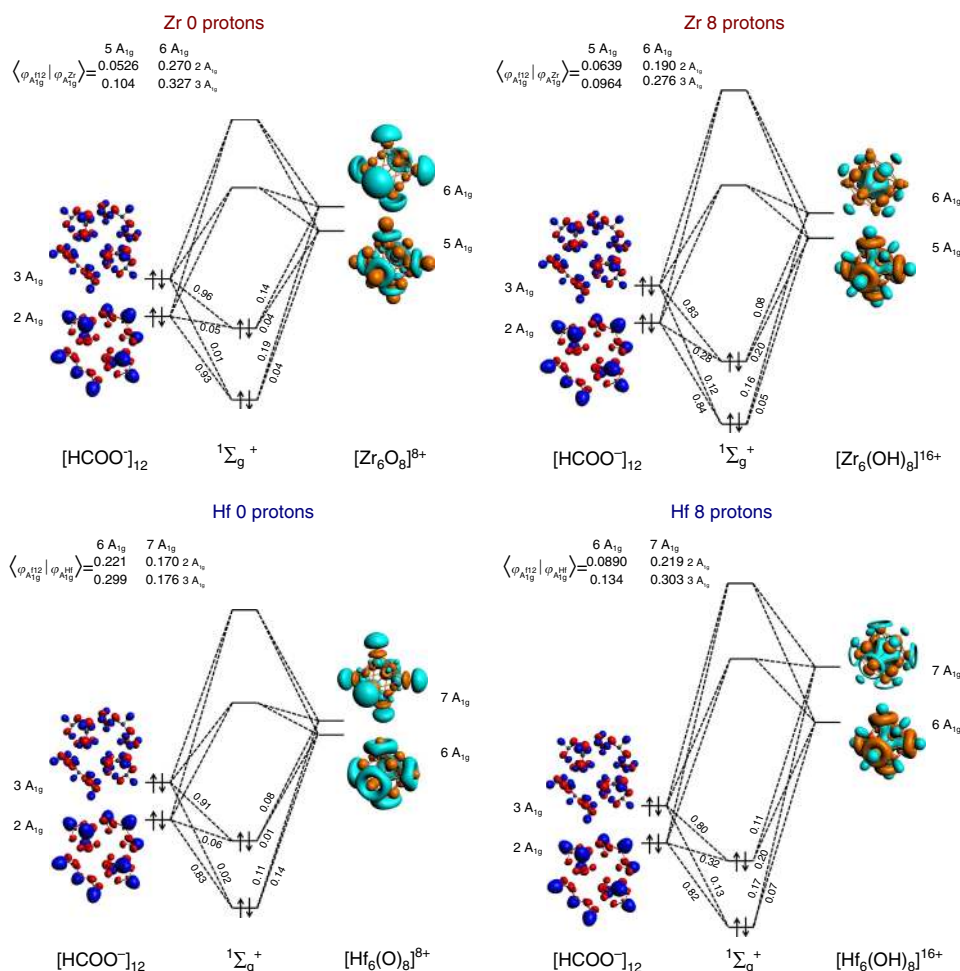 Zr 0 protons
5 A1g 6 A1g
⟨φA1g f12|φA1g Zr⟩= 0.0526 0.270 2 A1g
0.104 0.327 3 A1g
6 A1g
5 A1g
3 A1g
2 A1g
0.96
0.14
0.05
0.04
0.01
0.19
0.93
0.04
[HCOO⁻]12 ¹Σg⁺ [Zr6O8]⁸⁺
Zr 8 protons
5 A1g 6 A1g
⟨φA1g f12|φA1g Zr⟩= 0.0639 0.190 2 A1g
0.0964 0.276 3 A1g
6 A1g
5 A1g
3 A1g
2 A1g
0.83
0.08
0.28
0.20
0.12
0.16
0.84
0.05
[HCOO⁻]12 ¹Σg⁺ [Zr6(OH)8]¹⁶⁺
Hf 0 protons
6 A1g 7 A1g
⟨φA1g f12|φA1g Hf⟩= 0.221 0.170 2 A1g
0.299 0.176 3 A1g
7 A1g
6 A1g
3 A1g
2 A1g
0.91
0.08
0.06
0.01
0.02
0.11
0.83
0.14
[HCOO⁻]12 ¹Σg⁺ [Hf6(O)8]⁸⁺
Hf 8 protons
6 A1g 7 A1g
⟨φA1g f12|φA1g Hf⟩= 0.0890 0.219 2 A1g
0.134 0.303 3 A1g
7 A1g
6 A1g
3 A1g
2 A1g
0.80
0.11
0.32
0.20
0.13
0.17
0.82
0.07
[HCOO⁻]12 ¹Σg⁺ [Hf6(OH)8]¹⁶⁺